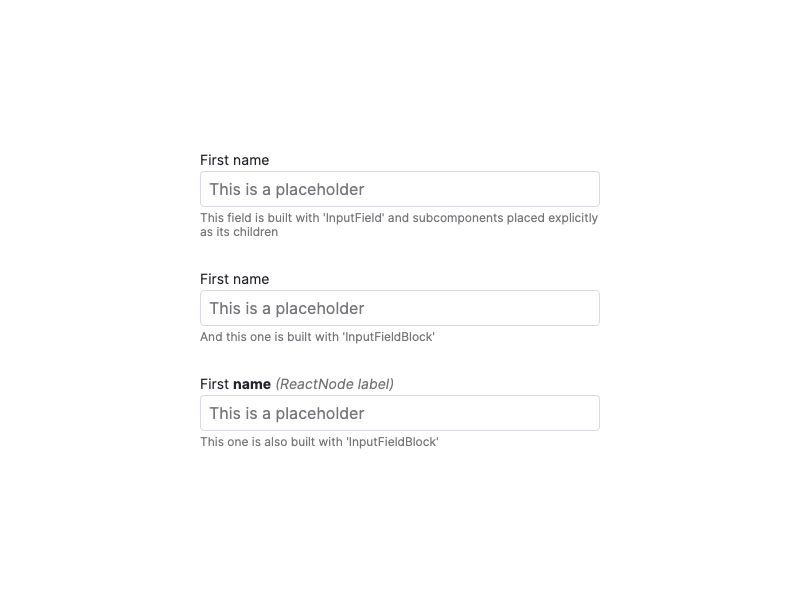 First name
This is a placeholder
This field is built with 'InputField' and subcomponents placed explicitly
as its children
First name
This is a placeholder
And this one is built with 'InputFieldBlock'
First name (ReactNode label)
This is a placeholder
This one is also built with 'InputFieldBlock'